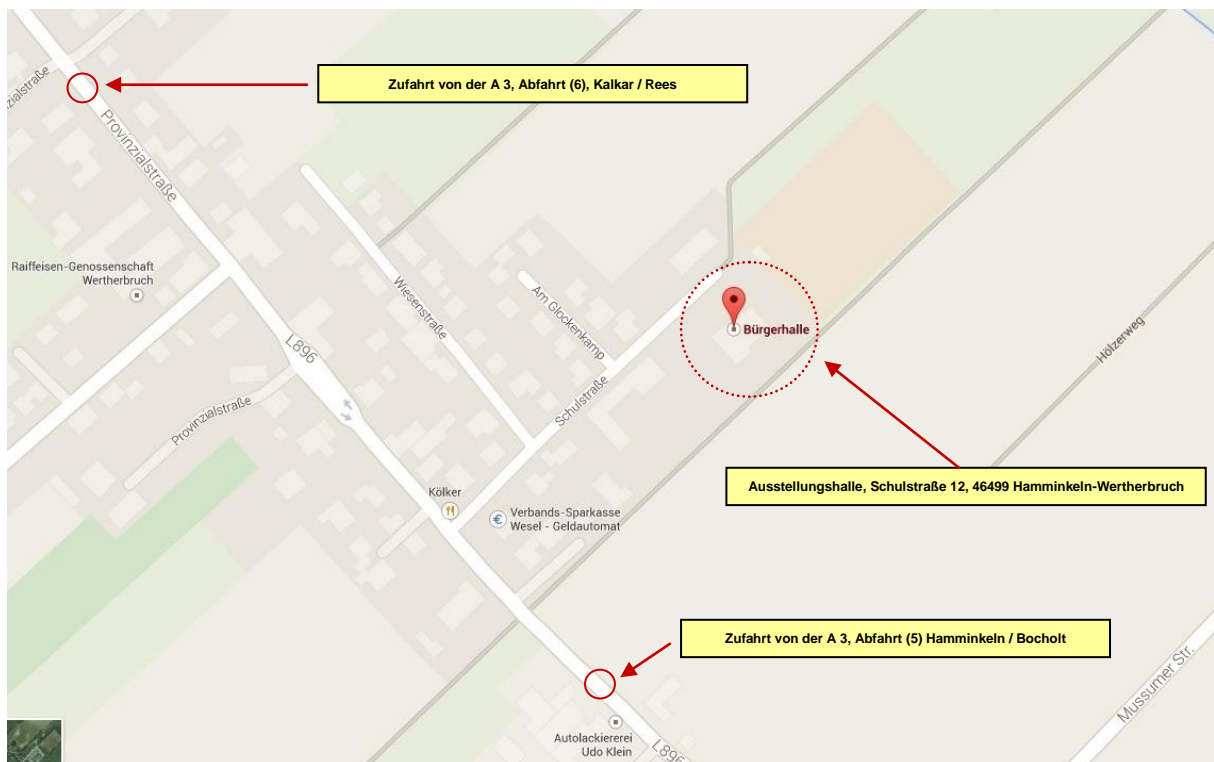 Zufahrt von der A 3, Abfahrt (6), Kalkar / Rees
Provinzialstraße
Raiffeisen-Genossenschaft
Wertherbruch
Wiesenstraße
Am Glockenkamp
Bürgerhalle
Hölzerweg
L896
Schulstraße
Provinzialstraße
Ausstellungshalle, Schulstraße 12, 46499 Hamminkeln-Wertherbruch
Kölker
Verbands-Sparkasse
Wesel - Geldautomat
Zufahrt von der A 3, Abfahrt (5) Hamminkeln / Bocholt
Mussumer Str.
Autolackiererei
Udo Klein
L896